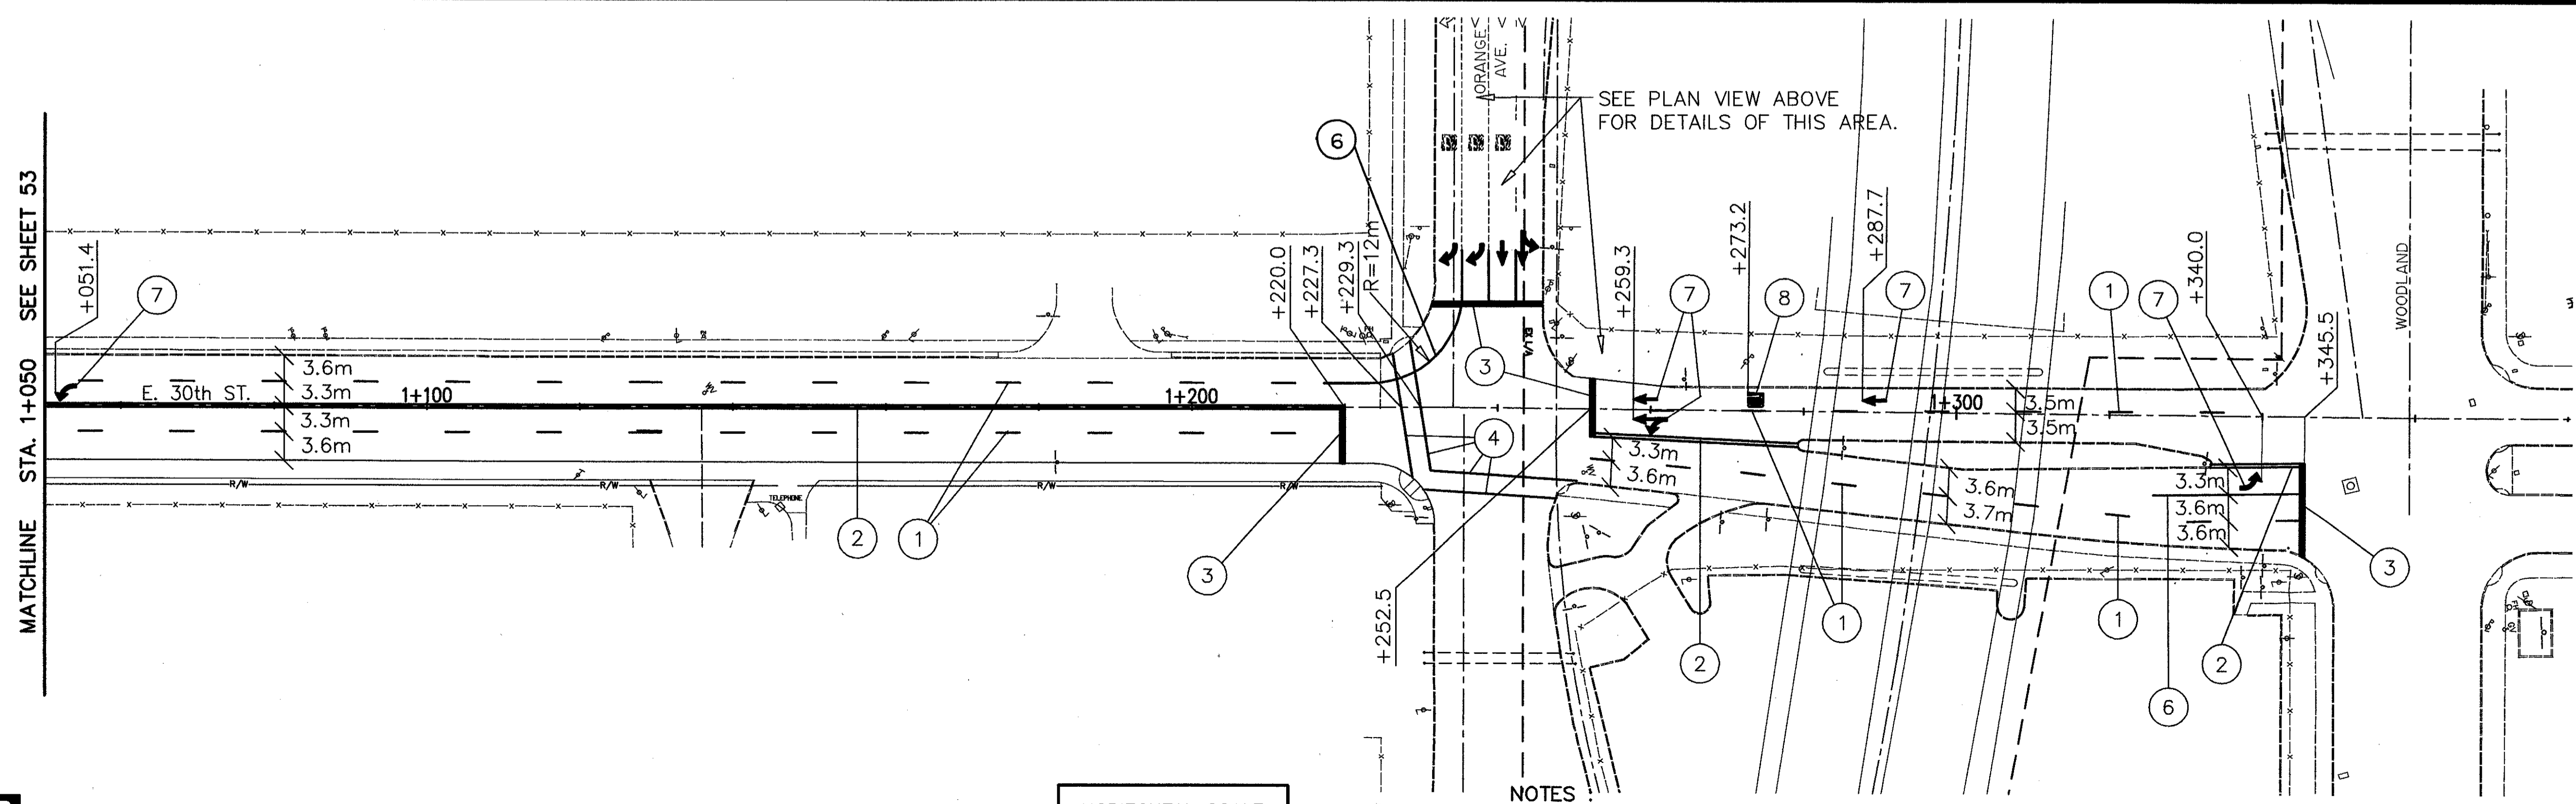 MATCHLINE STA. 1+050 SEE SHEET 53
+051.4
7
E. 30th ST.
3.6m
3.3m
3.3m
3.6m
1+100
1+200
R/W
R/W
R/W
R/W
TELEPHONE
2
1
3
+220.0
+227.3
+229.3
R=12m
6
ORANGE
AVE.
SEE PLAN VIEW ABOVE
FOR DETAILS OF THIS AREA.
3
4
+252.5
+259.3
7
+273.2
8
+287.7
7
1+300
3.5m
3.5m
1
7
+340.0
+345.5
WOODLAND
3.3m
3.6m
3.6m
3.7m
3.3m
3.6m
3.6m
3
2
1
1
6
2
NOTES :